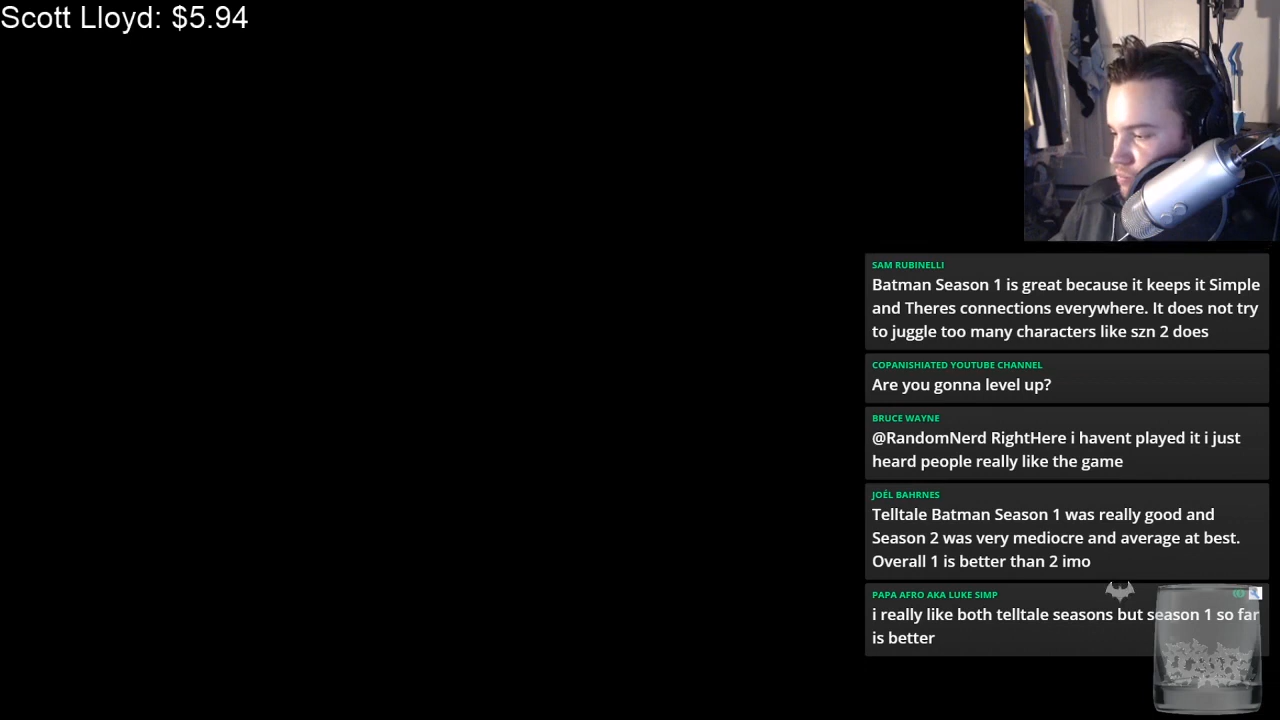 Scott Lloyd: $5.94
SAM RUBINELLI
Batman Season 1 is great because it keeps it Simple
and Theres connections everywhere. It does not try
to juggle too many characters like szn 2 does
COPANISHIATED YOUTUBE CHANNEL
Are you gonna level up?
BRUCE WAYNE
@RandomNerd RightHere i havent played it i just
heard people really like the game
JOÉL BAHRNES
Telltale Batman Season 1 was really good and
Season 2 was very mediocre and average at best.
Overall 1 is better than 2 imo
PAPA AFRO AKA LUKE SIMP
i really like both telltale seasons but season 1 so far
is better